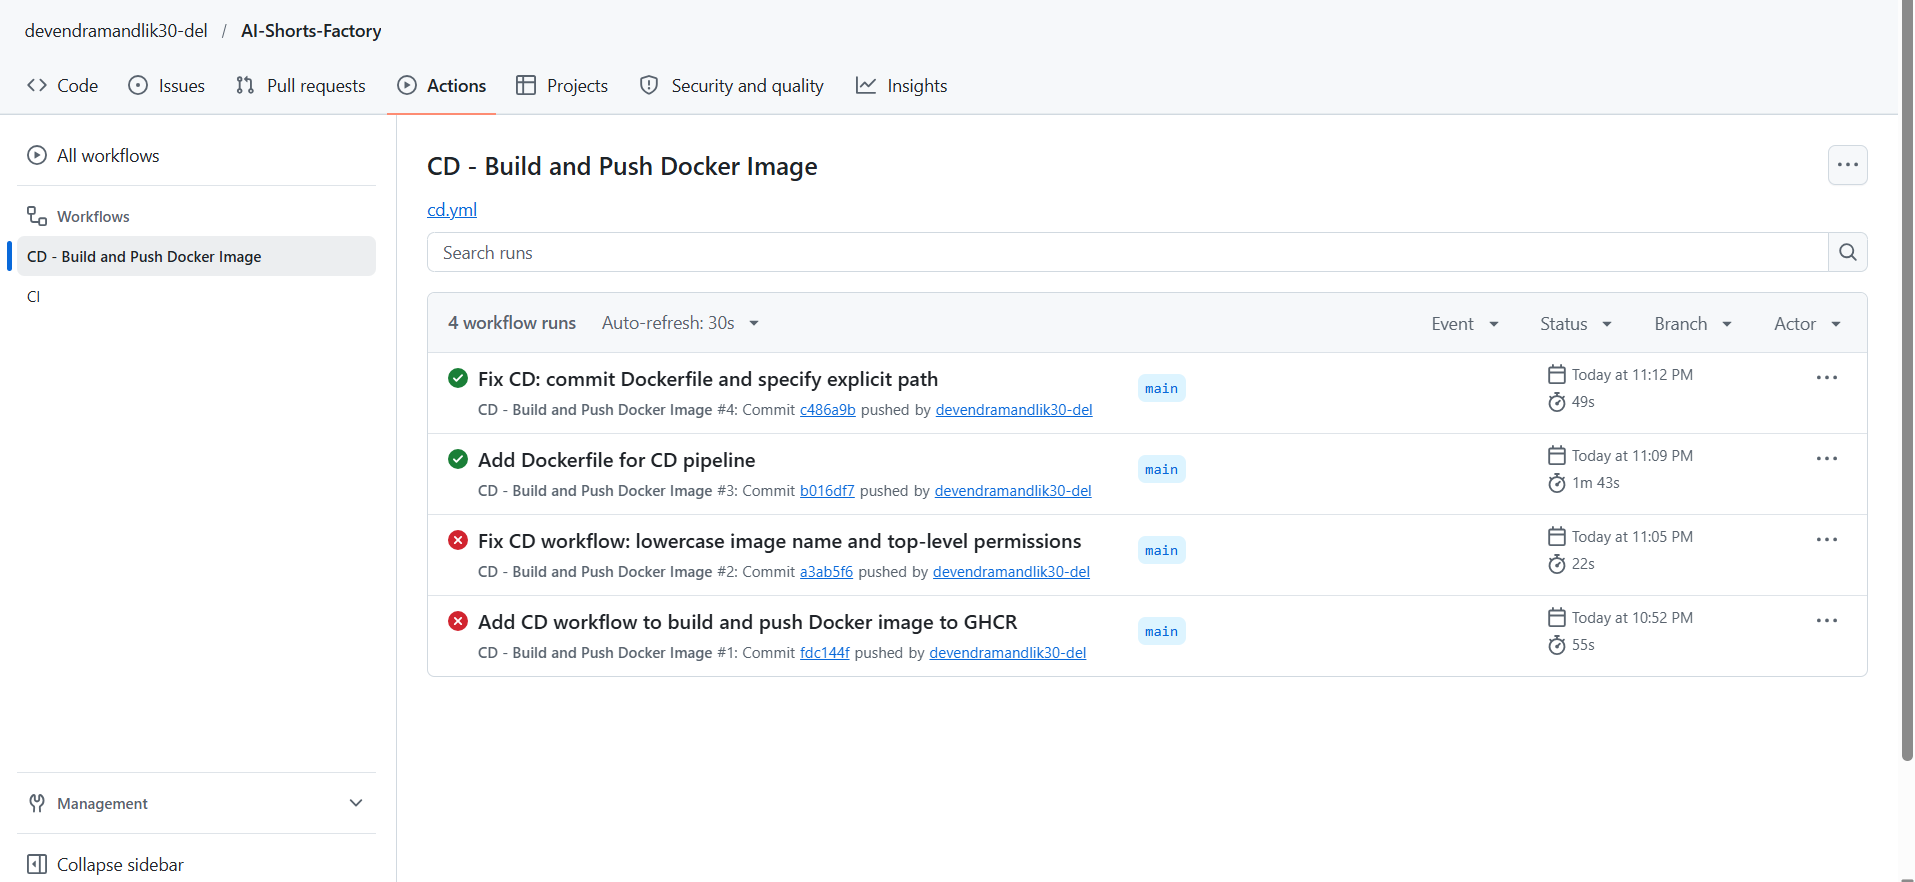 devendramandlik30-del / AI-Shorts-Factory
Code Issues Pull requests Actions Projects Security and quality Insights
All workflows
Workflows
CD - Build and Push Docker Image
CI
Management
Collapse sidebar
CD - Build and Push Docker Image
cd.yml
Search runs
4 workflow runs Auto-refresh: 30s Event Status Branch Actor
Fix CD: commit Dockerfile and specify explicit path
CD - Build and Push Docker Image #4: Commit c486a9b pushed by devendramandlik30-del
main
Today at 11:12 PM
49s
Add Dockerfile for CD pipeline
CD - Build and Push Docker Image #3: Commit b016df7 pushed by devendramandlik30-del
main
Today at 11:09 PM
1m 43s
Fix CD workflow: lowercase image name and top-level permissions
CD - Build and Push Docker Image #2: Commit a3ab5f6 pushed by devendramandlik30-del
main
Today at 11:05 PM
22s
Add CD workflow to build and push Docker image to GHCR
CD - Build and Push Docker Image #1: Commit fdc144f pushed by devendramandlik30-del
main
Today at 10:52 PM
55s